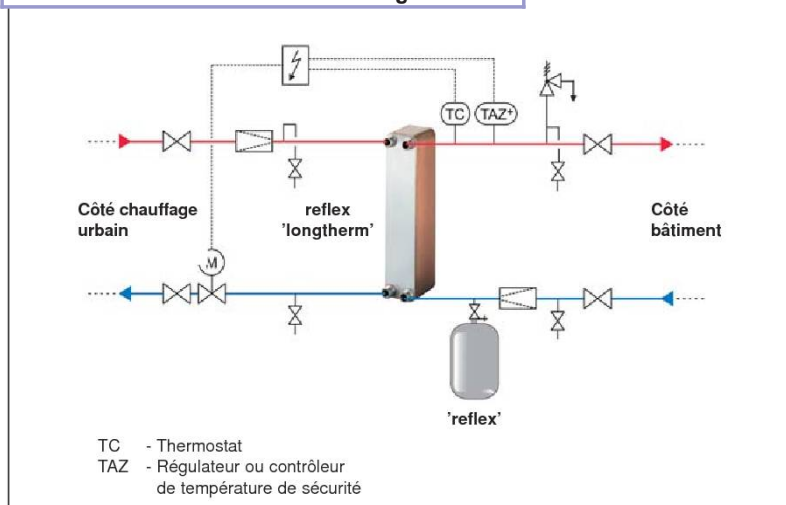 TC
TAZ+
Côté chauffage
urbain
reflex
’longtherm’
Côté
bâtiment
M
’reflex’
TC - Thermostat
TAZ - Régulateur ou contrôleur
de température de sécurité